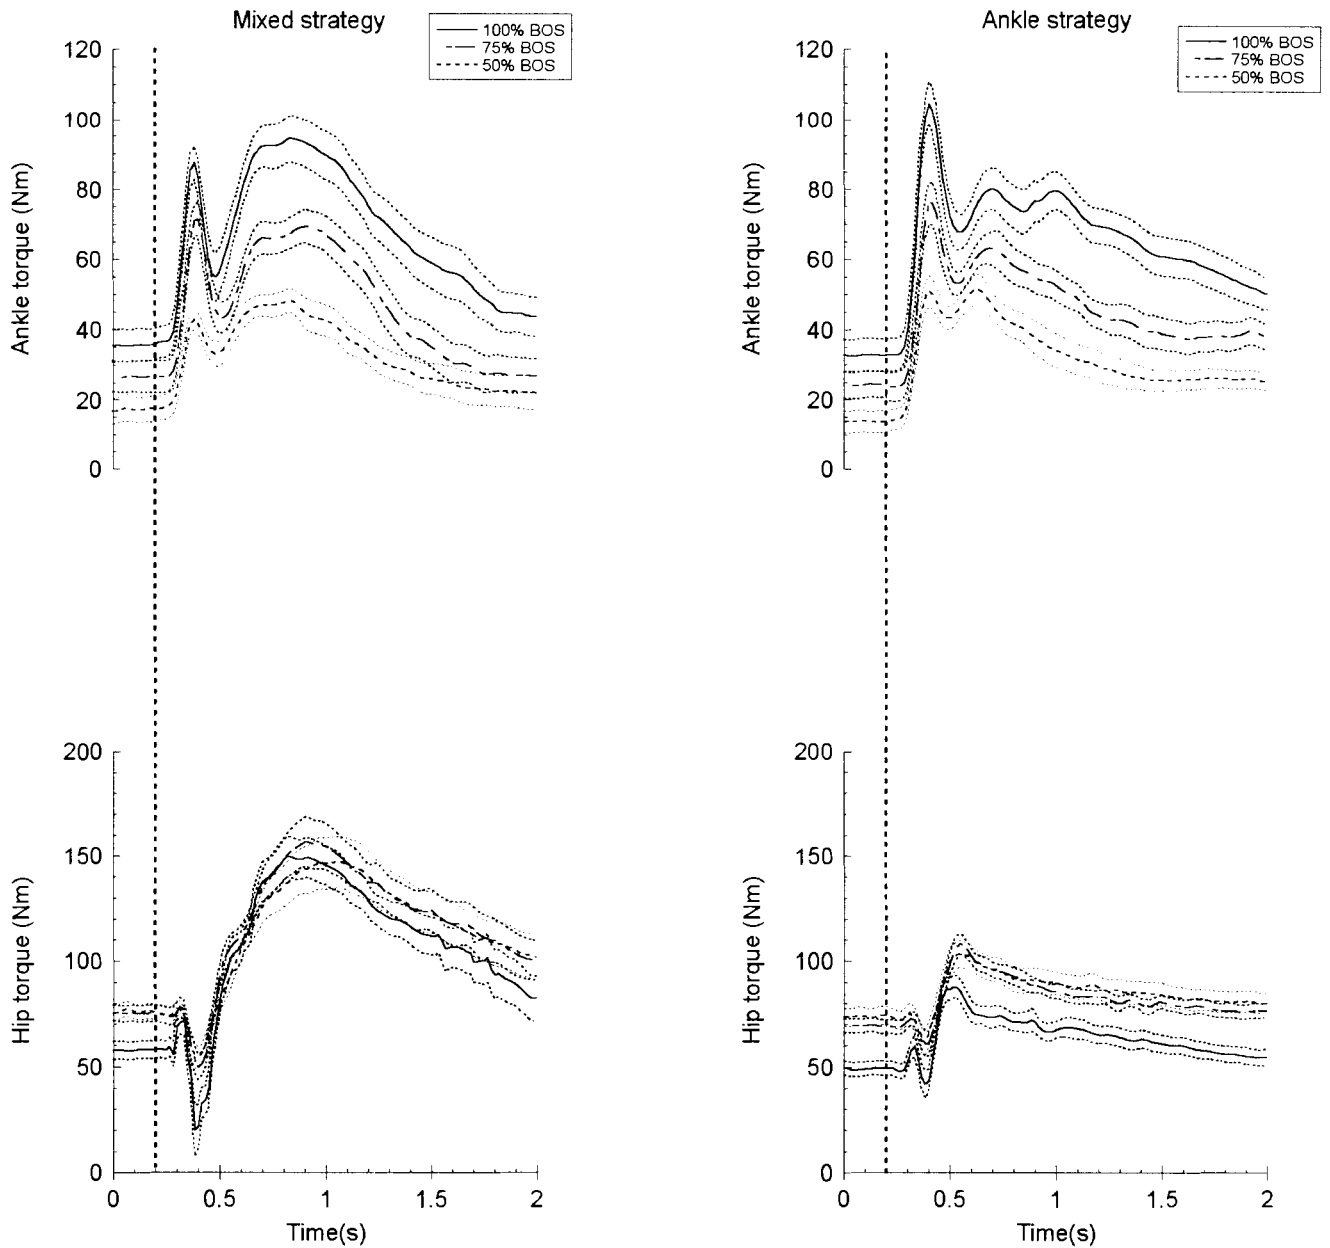 Mixed strategy
100% BOS
75% BOS
50% BOS
120
100
80
60
40
20
0
Ankle torque (Nm)
Ankle strategy
100% BOS
75% BOS
50% BOS
120
100
80
60
40
20
0
Ankle torque (Nm)
200
150
100
50
0
Hip torque (Nm)
0 0.5 1 1.5 2
Time(s)
200
150
100
50
0
Hip torque (Nm)
0 0.5 1 1.5 2
Time(s)